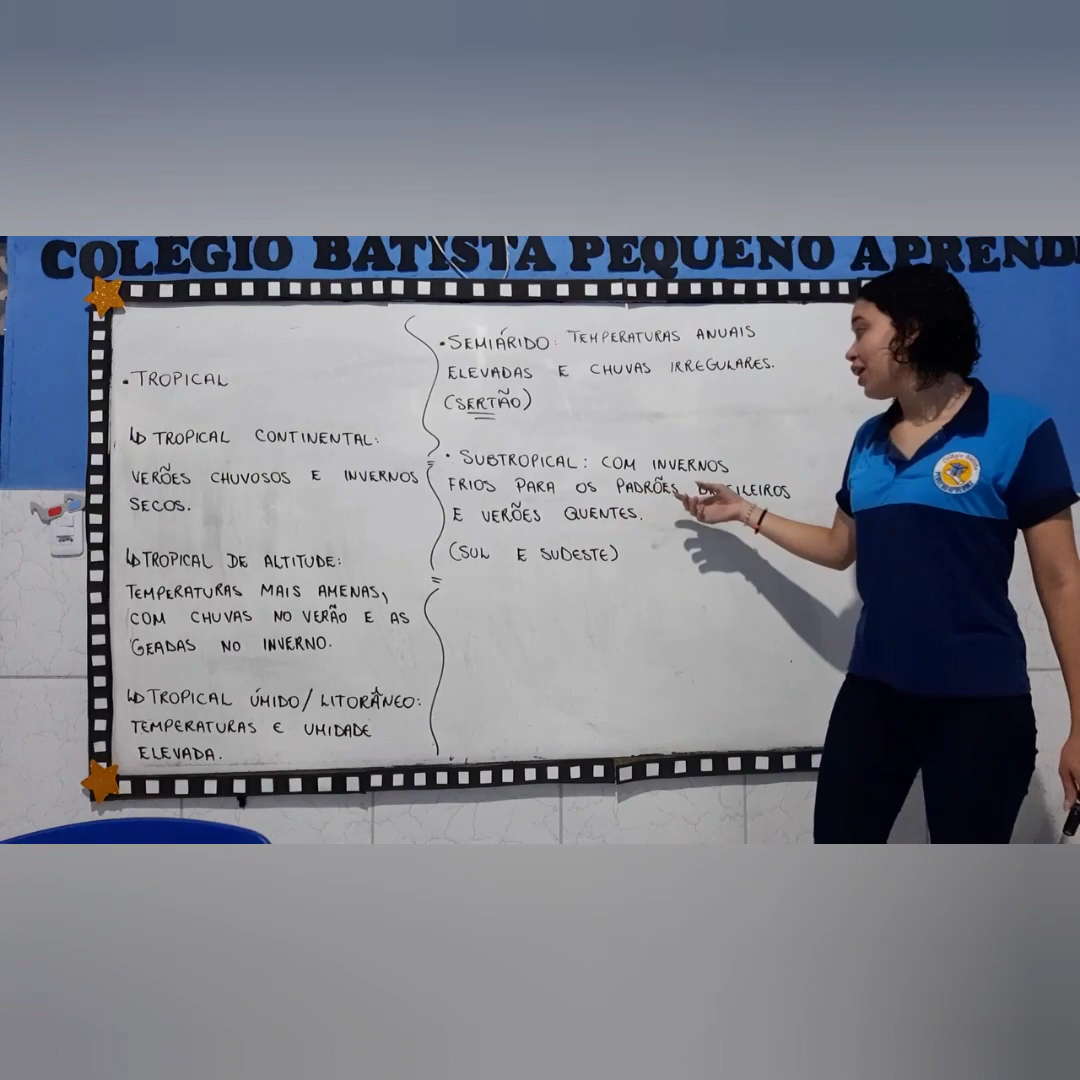 COLÉGIO BATISTA PEQUENO APREND
• TROPICAL
↳ TROPICAL CONTINENTAL:
VERÕES CHUVOSOS E INVERNOS
SECOS.
↳ TROPICAL DE ALTITUDE:
TEMPERATURAS MAIS AMENAS,
COM CHUVAS NO VERÃO E AS
GEADAS NO INVERNO.
↳ TROPICAL ÚMIDO/LITORÂNEO:
TEMPERATURAS E UMIDADE
ELEVADA.
• SEMIÁRIDO: TEMPERATURAS ANUAIS
ELEVADAS E CHUVAS IRREGULARES.
(SERTÃO)
• SUBTROPICAL: COM INVERNOS
FRIOS PARA OS PADRÕES BRASILEIROS
E VERÕES QUENTES.
(SUL E SUDESTE)